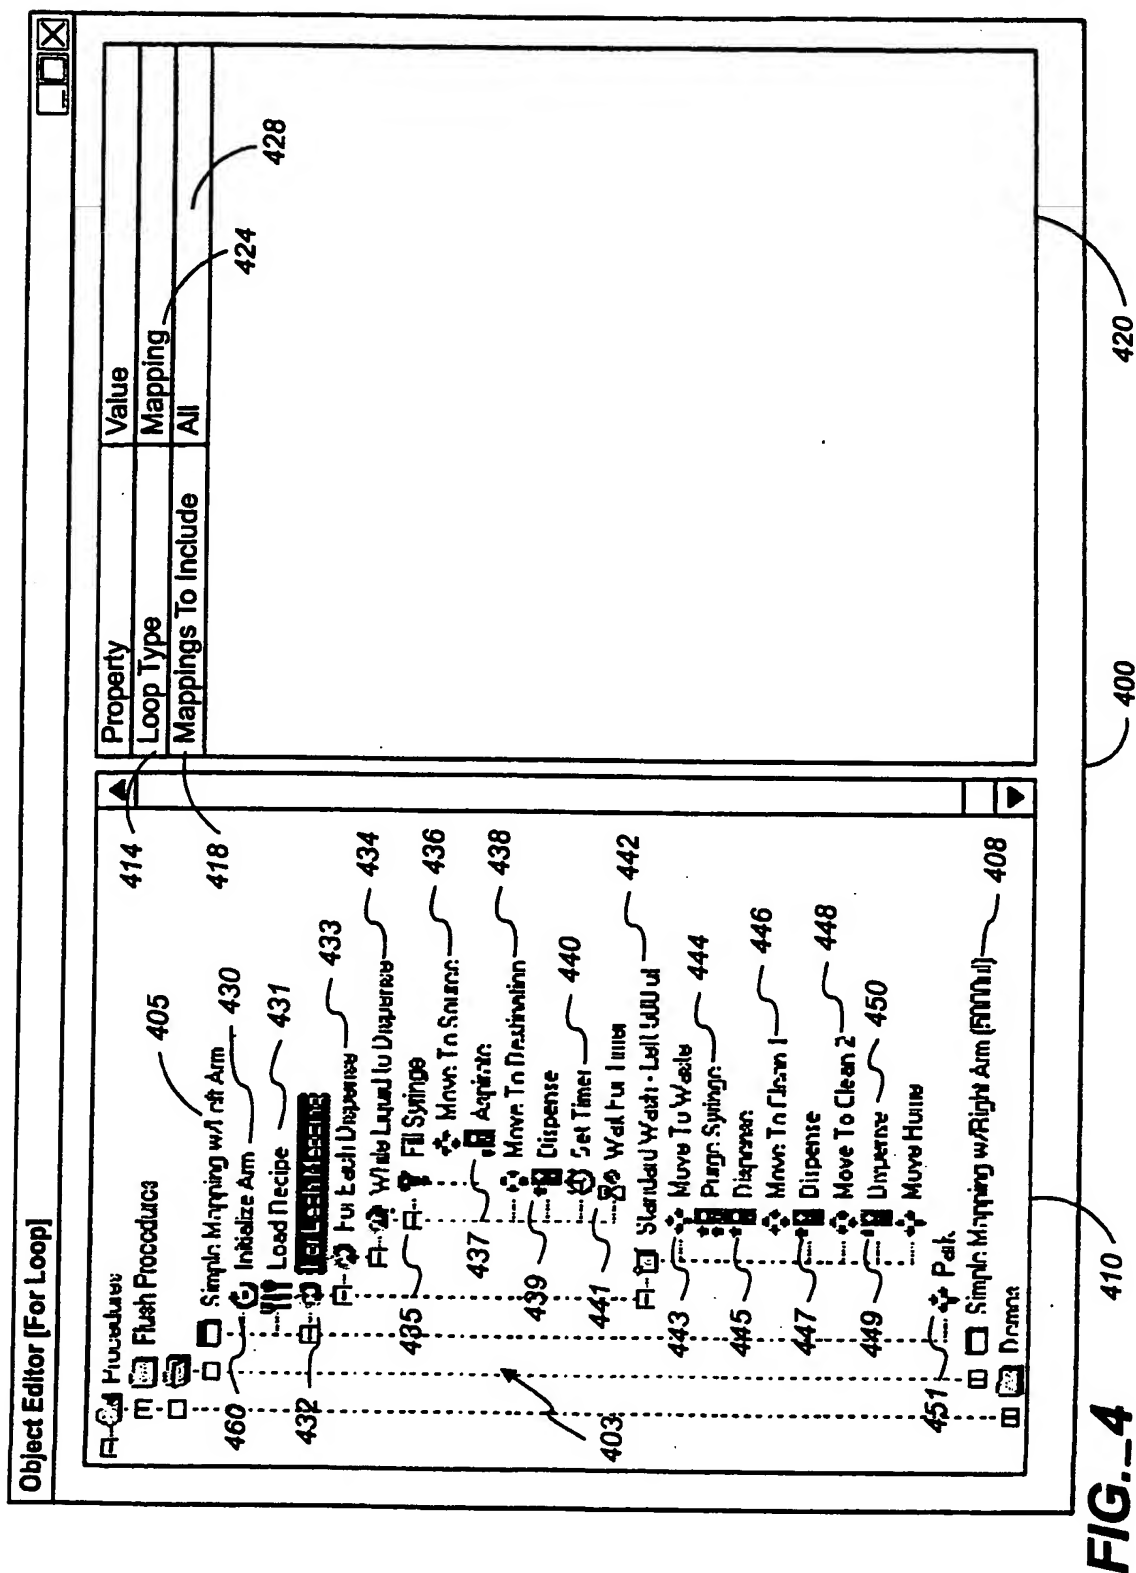 Object Editor [For Loop]
Property Value
Loop Type Mapping
Mappings To Include All
414
418
424
428
Procedures
Flush Procedures
Simple Mapping w/Left Arm
405
Initialize Arm
430
460
Load Recipe
431
432
For Each Dispense
433
While Liquid to Dispense
434
Fill Syringe
435
Move To Source
436
Aspirate
437
Move To Destination
438
Dispense
439
Set Timer
440
Wait For Timer
441
Standard Wash - Left 500 ul
442
Move To Waste
443
Purge Syringe
444
Dispense
445
Move To Clean 1
446
Dispense
447
Move To Clean 2
448
Dispense
449
450
Move Home
Park
451
Simple Mapping w/Right Arm (5000ul)
408
Demos
403
410
400
420
FIG._4